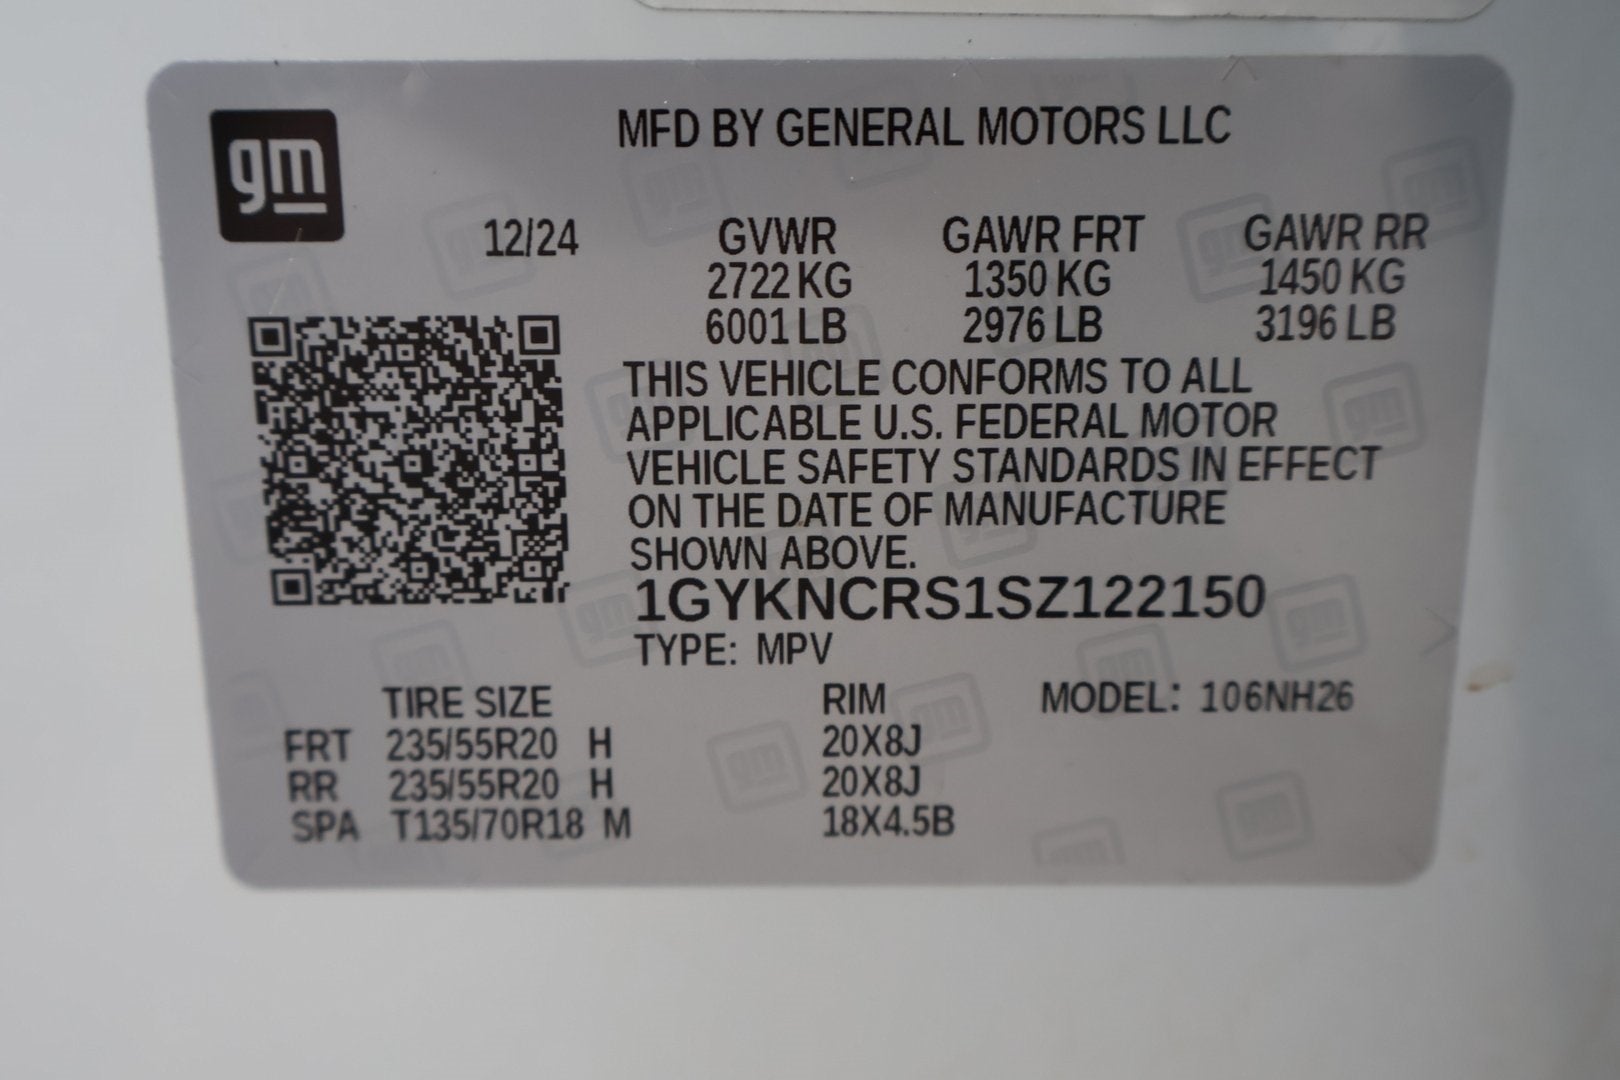 gm
MFD BY GENERAL MOTORS LLC
12/24 GVWR GAWR FRT GAWR RR
2722 KG 1350 KG 1450 KG
6001 LB 2976 LB 3196 LB
THIS VEHICLE CONFORMS TO ALL
APPLICABLE U.S. FEDERAL MOTOR
VEHICLE SAFETY STANDARDS IN EFFECT
ON THE DATE OF MANUFACTURE
SHOWN ABOVE.
1GYKNCRS1SZ122150
TYPE: MPV
TIRE SIZE RIM MODEL: 106NH26
FRT 235/55R20 H 20X8J
RR 235/55R20 H 20X8J
SPA T135/70R18 M 18X4.5B